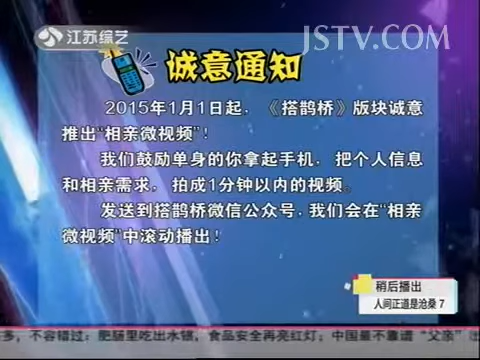 江苏综艺
JSTV.COM
诚意通知
2015年1月1日起，《搭鹊桥》版块诚意
推出“相亲微视频”！
我们鼓励单身的你拿起手机，把个人信息
和相亲需求，拍成1分钟以内的视频。
发送到搭鹊桥微信公众号，我们会在“相亲
微视频”中滚动播出！
稍后播出
人间正道是沧桑 7
多，不容错过：肥肠里吃出水银，食品安全再亮红灯；中国最不靠谱“父亲”出